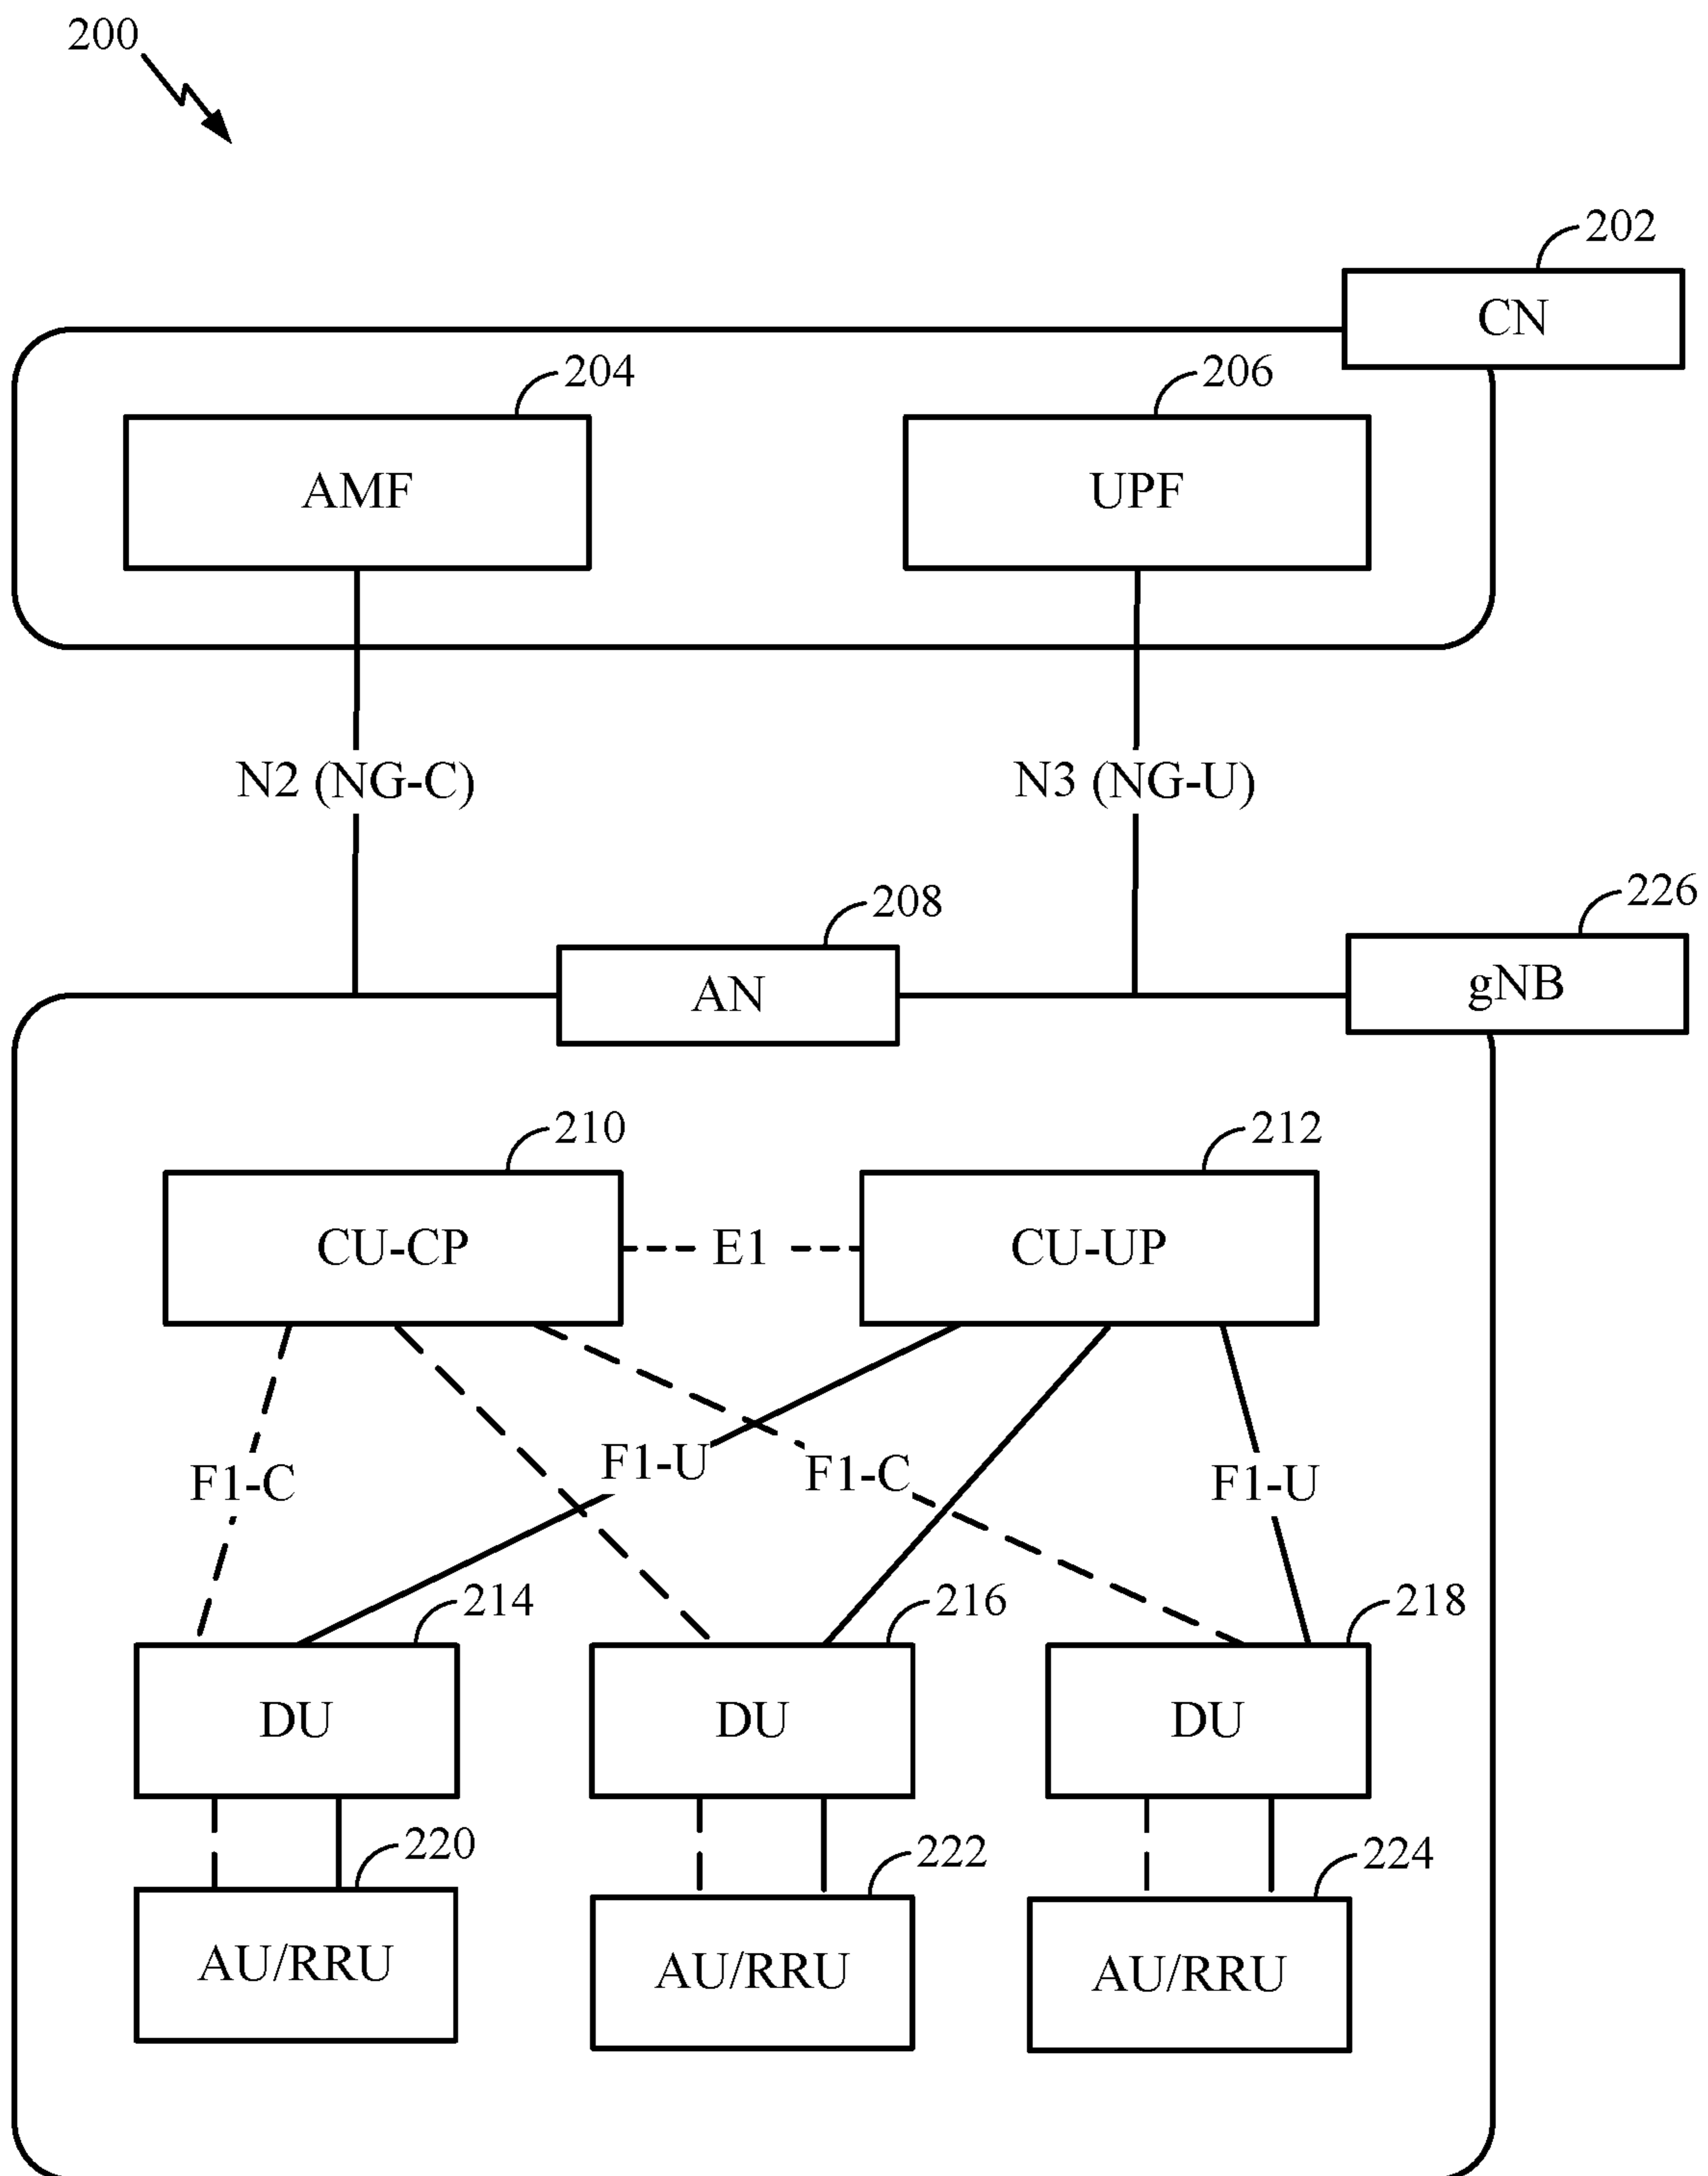 200
202
CN
204
206
AMF
UPF
N2 (NG-C)
N3 (NG-U)
208
226
AN
gNB
210
212
CU-CP
E1
CU-UP
F1-C
F1-U
F1-C
F1-U
214
216
218
DU
DU
DU
220
222
224
AU/RRU
AU/RRU
AU/RRU